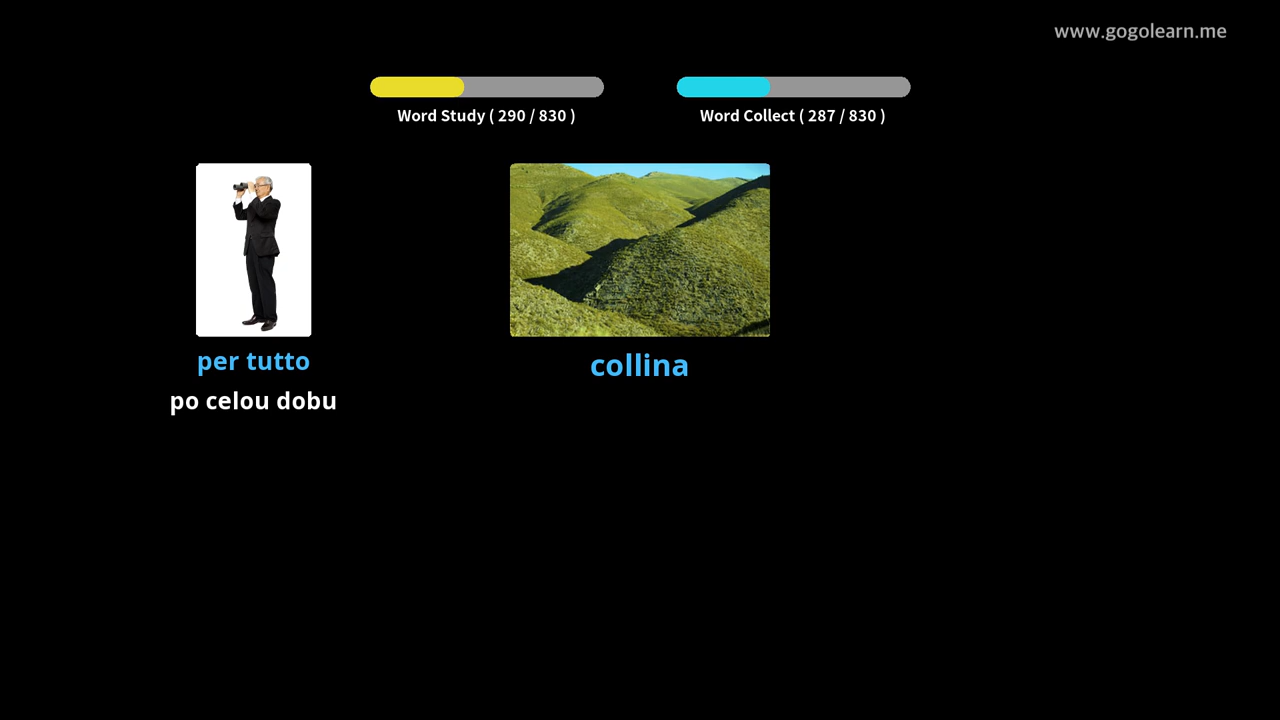 www.gogolearn.me
Word Study ( 290 / 830 )
Word Collect ( 287 / 830 )
per tutto
po celou dobu
collina